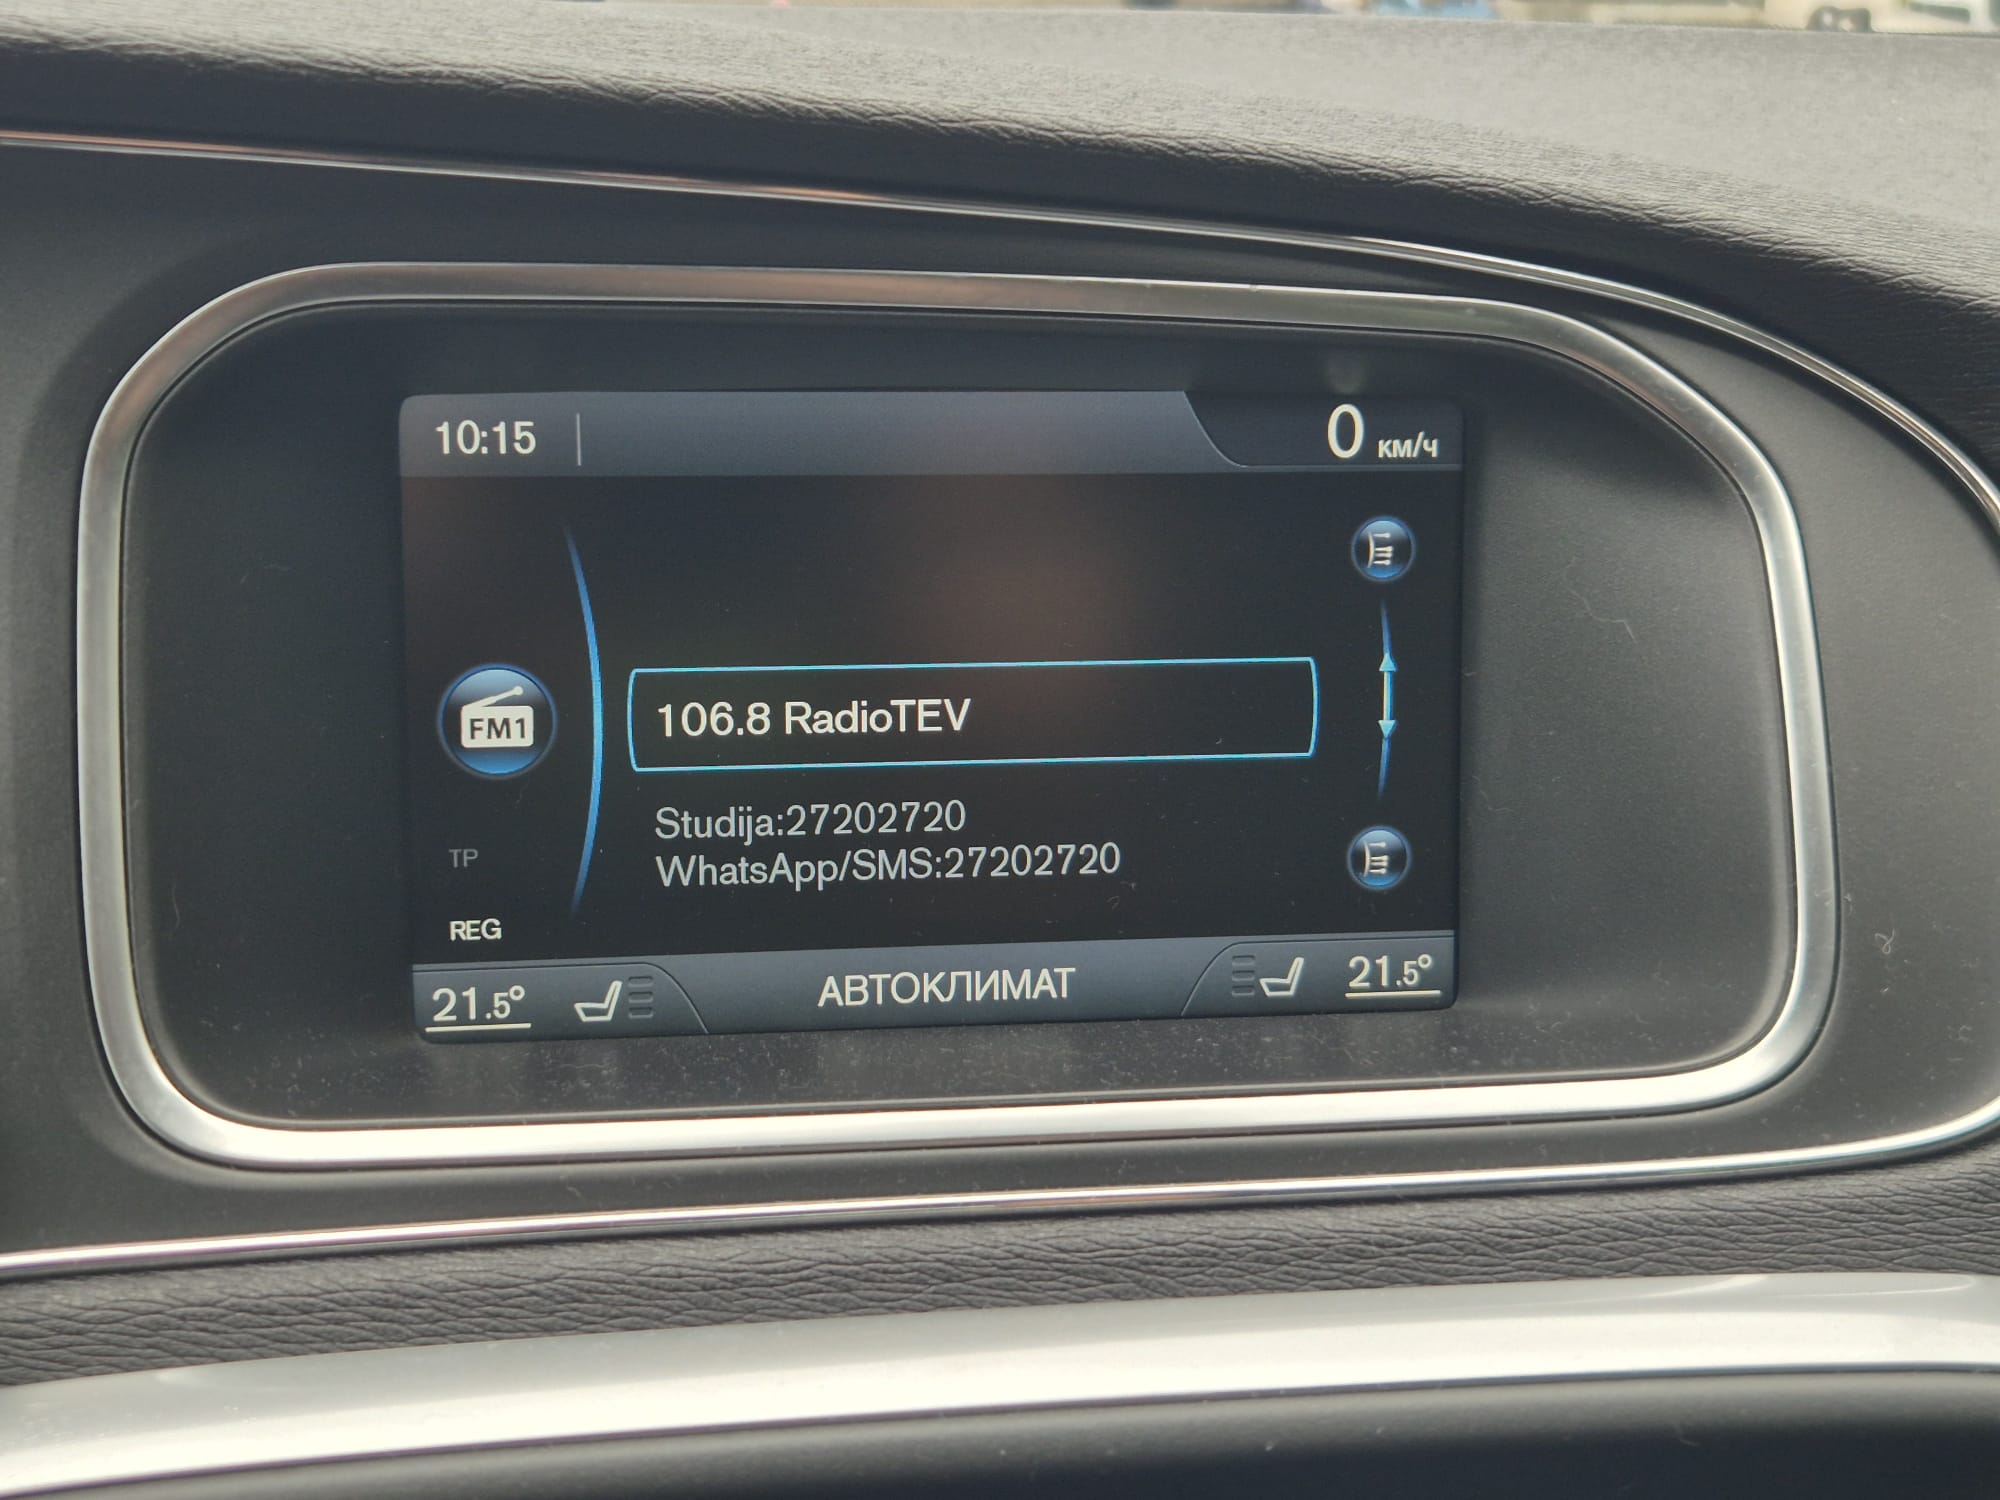 10:15
0 км/ч
FM1
106.8 RadioTEV
Studija:27202720
WhatsApp/SMS:27202720
TP
REG
21.5° АВТОКЛИМАТ 21.5°